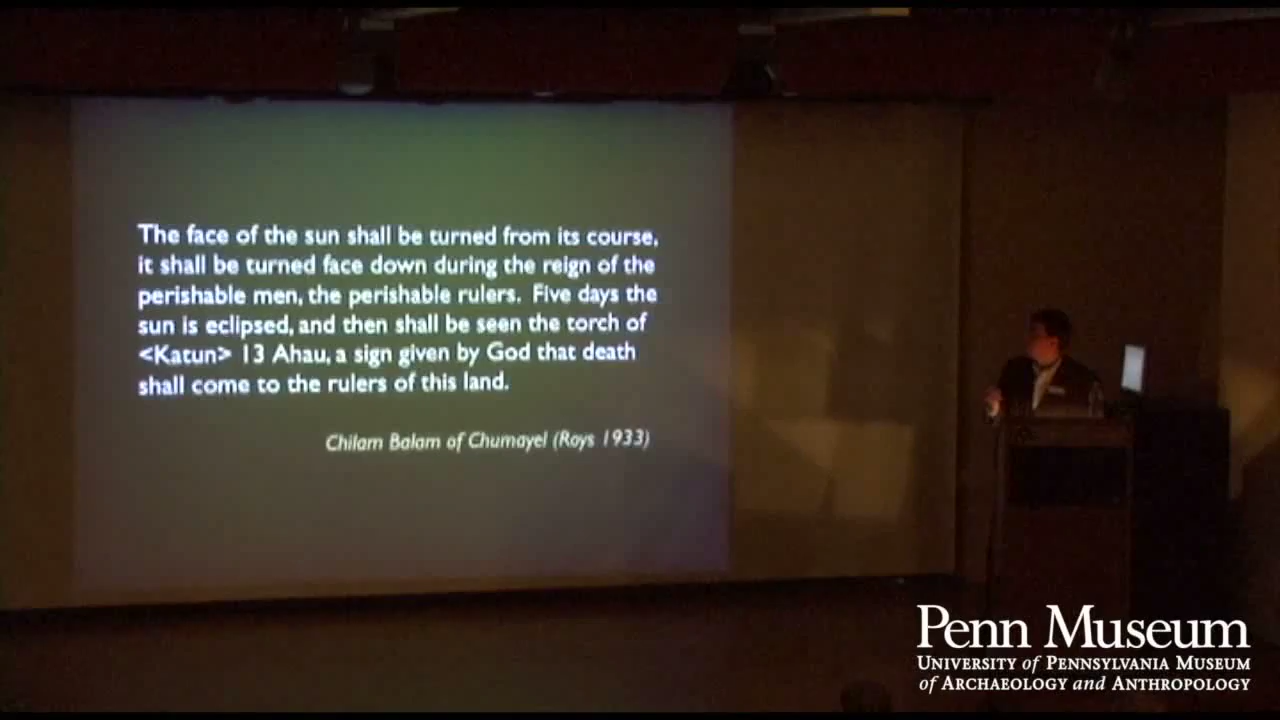 The face of the sun shall be turned from its course,
it shall be turned face down during the reign of the
perishable men, the perishable rulers. Five days the
sun is eclipsed, and then shall be seen the torch of
<Katun> 13 Ahau, a sign given by God that death
shall come to the rulers of this land.
Chilam Balam of Chumayel (Roys 1933)
Penn Museum
UNIVERSITY of PENNSYLVANIA MUSEUM
of ARCHAEOLOGY and ANTHROPOLOGY